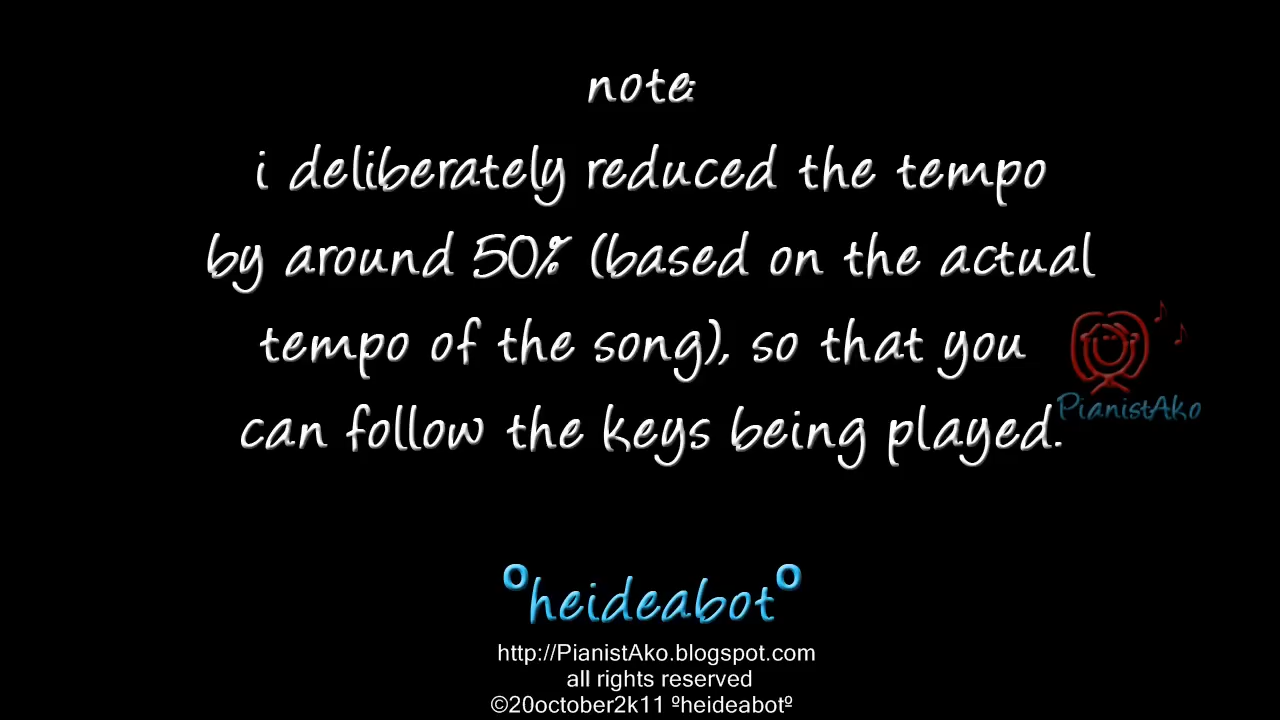 note:
i deliberately reduced the tempo
by around 50% (based on the actual
tempo of the song), so that you
can follow the keys being played.
PianistAko
ºheideabotº
http://PianistAko.blogspot.com
all rights reserved
©20october2k11 ºheideabotº